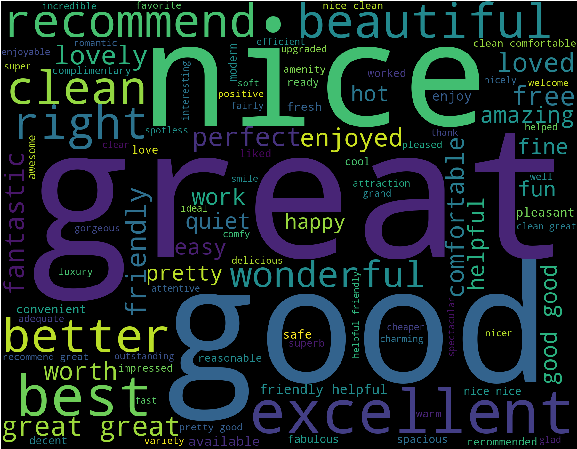 incredible
favorite
nice clean
recommend
nice
beautiful
enjoyable
romantic
efficient
upgraded
clean comfortable
lovely
loved
super
complimentary
interesting
modern
amenity
worked
nicely
welcome
clean
soft
ready
hot
enjoy
free
positive
fresh
amazing
right
spotless
fairly
perfect
enjoyed
thank
helped
awesome
clear
love
liked
pleased
fine
great
cool
fantastic
friendly
smile
work
attraction
grand
comfortable
helpful
fun
well
pleasant
ideal
quiet
happy
clean great
gorgeous
comfy
easy
luxury
pretty
delicious
wonderful
attentive
good
good good
convenient
adequate
better
safe
superb
helpful friendly
cheaper
charming
spectacular
nicer
recommend great
outstanding
reasonable
worth
impressed
best
fast
friendly helpful
nice nice
excellent
warm
great great
pretty good
decent
variety
available
fabulous
spacious
recommended
glad